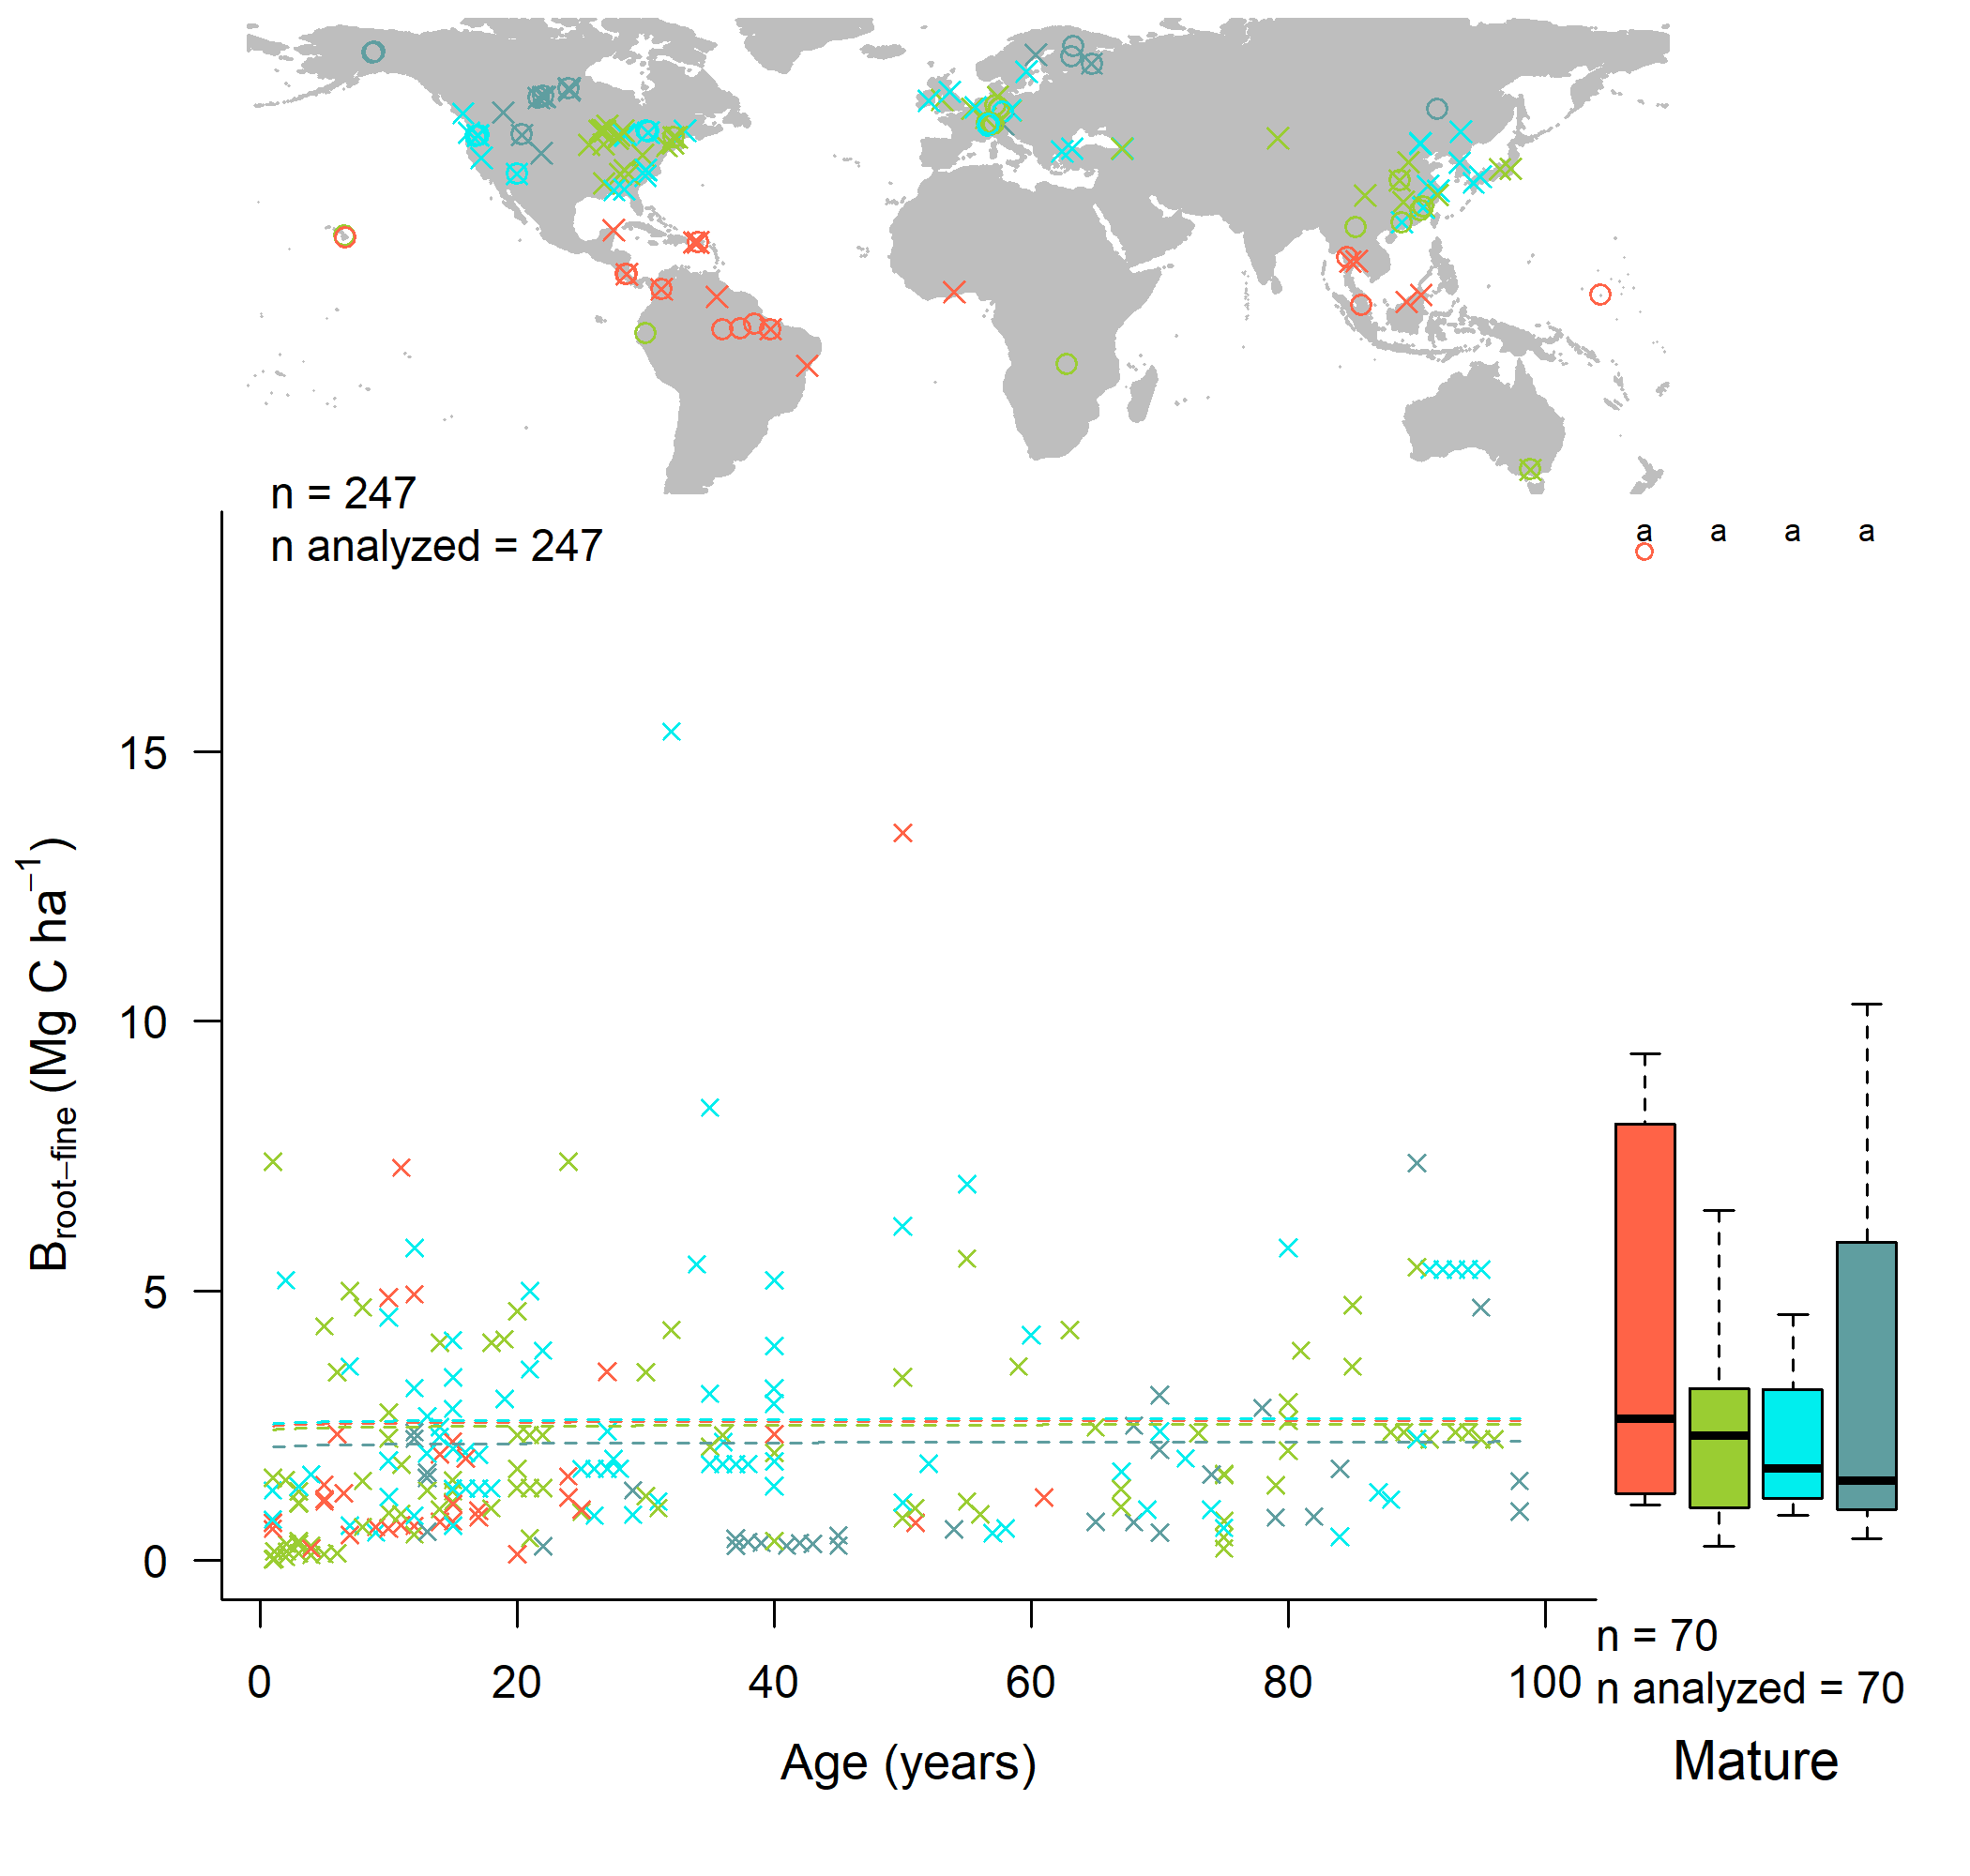 n = 247
n analyzed = 247
a a a a
15
10
5
0
B_root−fine (Mg C ha^−1)
0 20 40 60 80 100
n = 70
n analyzed = 70
Age (years)
Mature